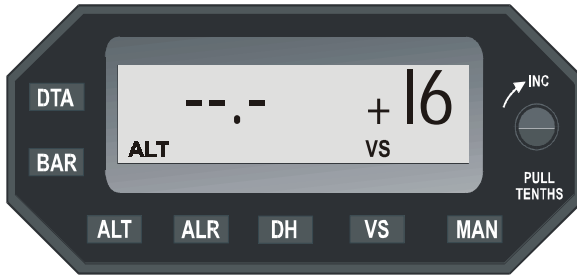 INC
DTA
--.- +16
ALT VS
BAR
PULL
TENTHS
ALT ALR DH VS MAN